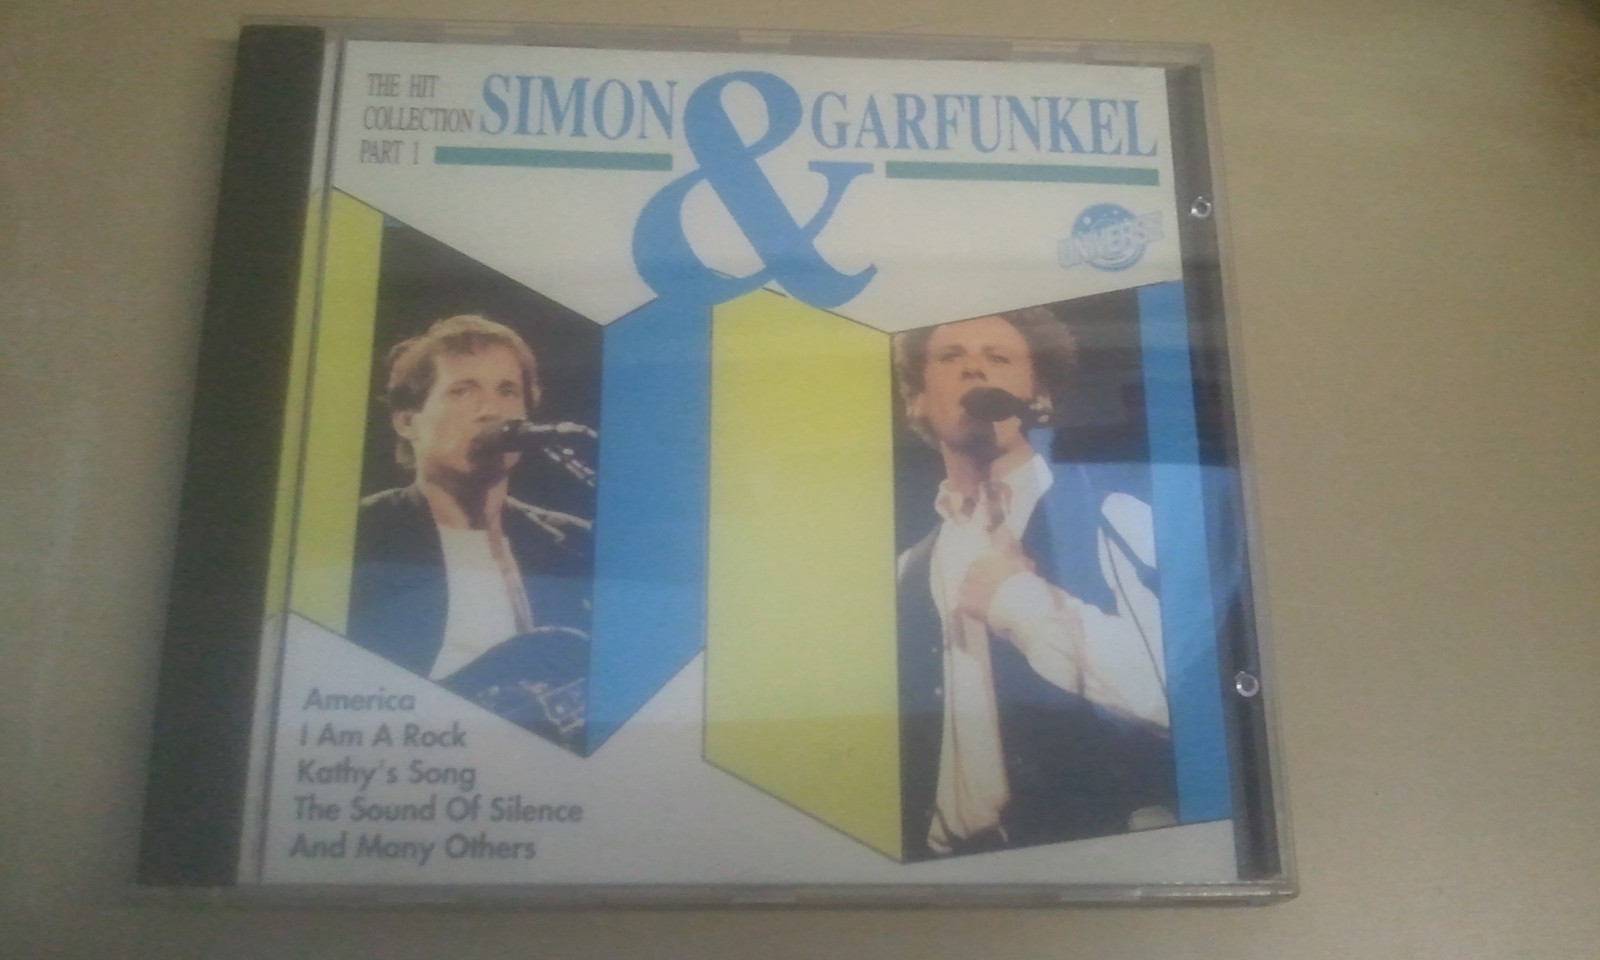 THE HIT
COLLECTION
PART 1
SIMON & GARFUNKEL
UNIVERSE
America
I Am A Rock
Kathy's Song
The Sound Of Silence
And Many Others